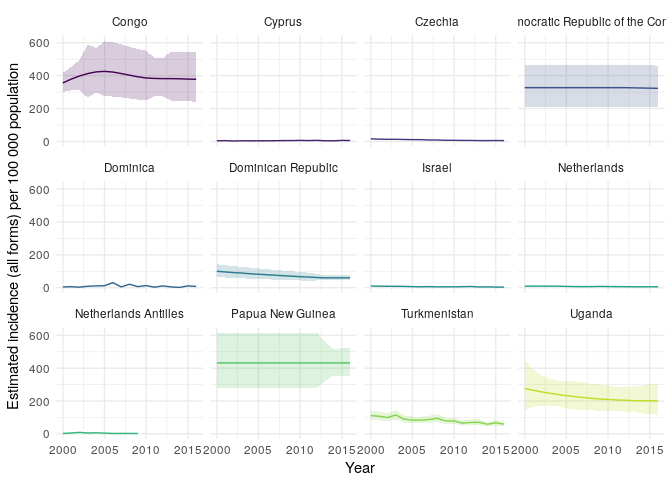 Congo
Cyprus
Czechia
nocratic Republic of the Cor
600
400
200
0
Dominica
Dominican Republic
Israel
Netherlands
600
400
200
0
Netherlands Antilles
Papua New Guinea
Turkmenistan
Uganda
600
400
200
0
2000 2005 2010 2015 2000 2005 2010 2015 2000 2005 2010 2015 2000 2005 2010 2015
Year
Estimated incidence (all forms) per 100 000 population